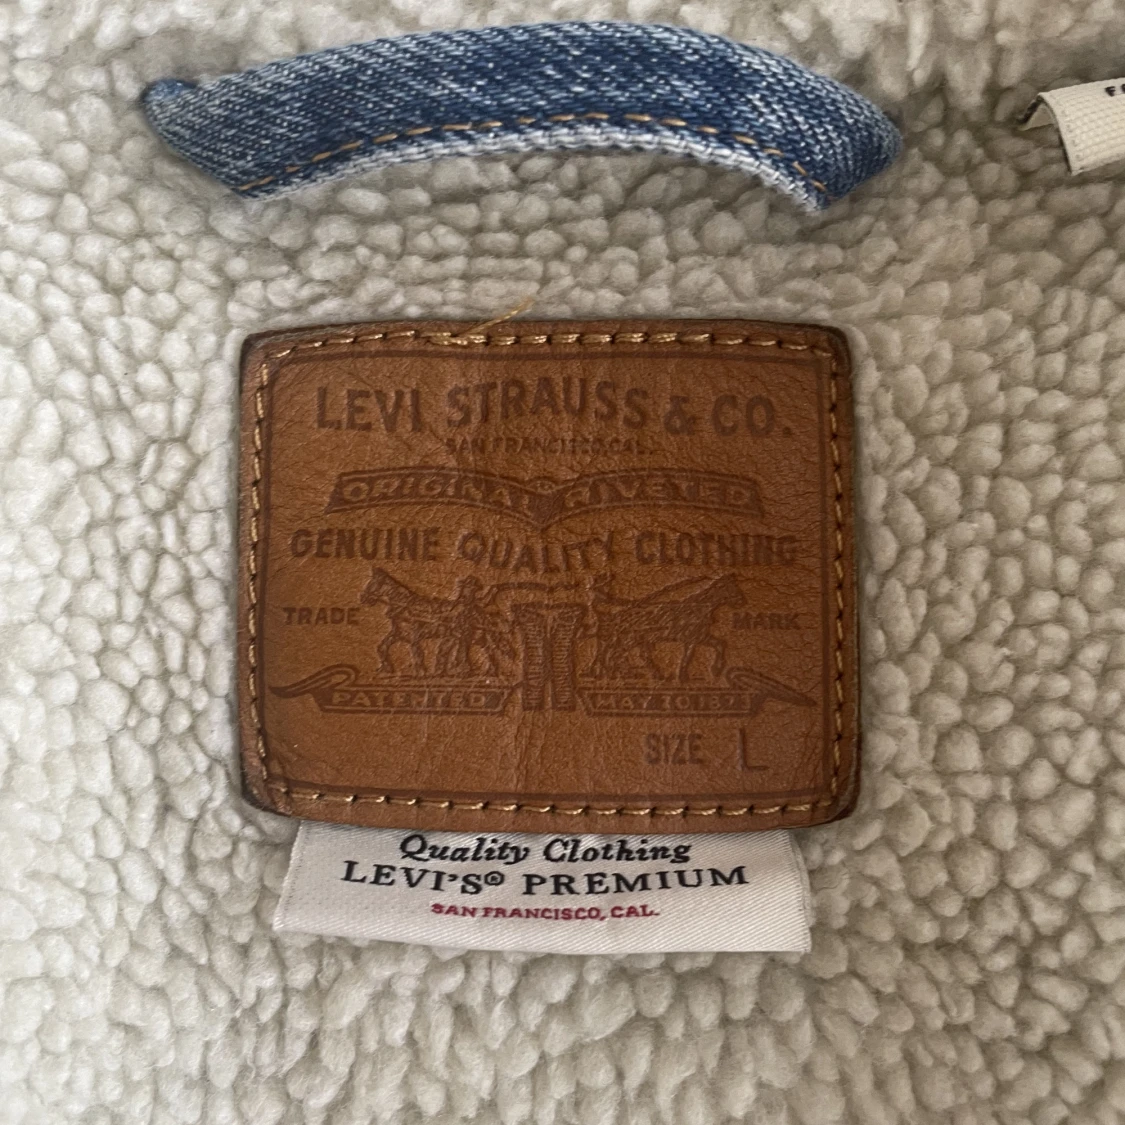 LEVI STRAUSS & CO.
SAN FRANCISCO, CAL.
ORIGINAL® RIVETED
GENUINE QUALITY CLOTHING
TRADE MARK
PATENTED MAY 20 1873
SIZE L
Quality Clothing
LEVI'S® PREMIUM
SAN FRANCISCO, CAL.